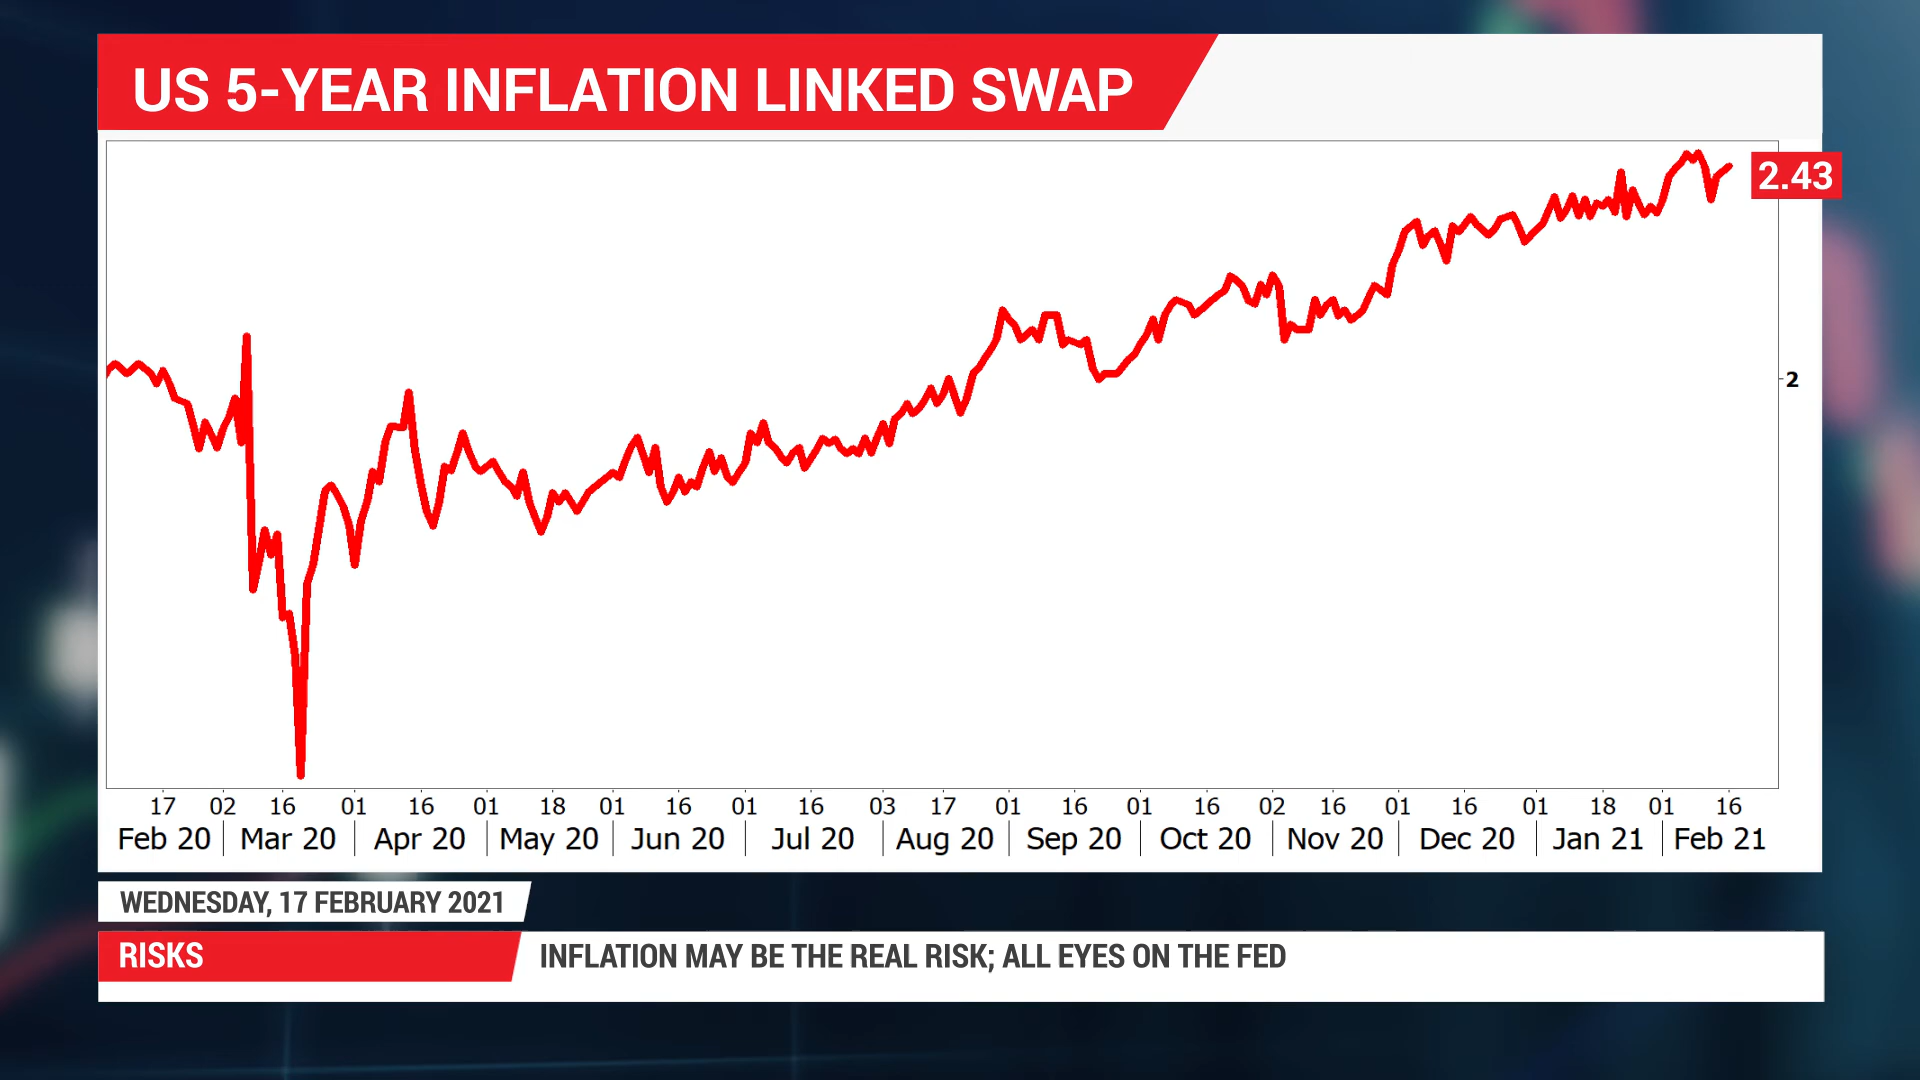 US 5-YEAR INFLATION LINKED SWAP
2.43
2
17 02 16 01 16 01 18 01 16 01 16 03 17 01 16 01 16 02 16 01 16 01 18 01 16
Feb 20 Mar 20 Apr 20 May 20 Jun 20 Jul 20 Aug 20 Sep 20 Oct 20 Nov 20 Dec 20 Jan 21 Feb 21
WEDNESDAY, 17 FEBRUARY 2021
RISKS
INFLATION MAY BE THE REAL RISK; ALL EYES ON THE FED